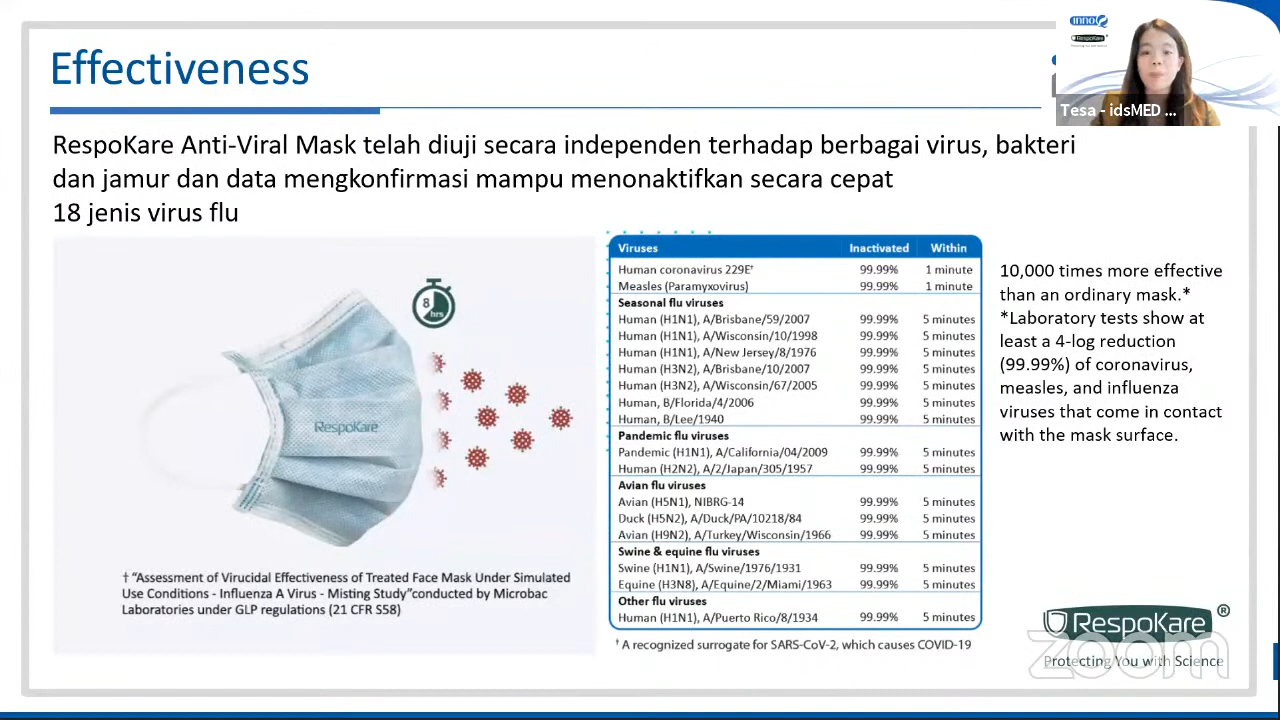 Effectiveness
innoQ
RespoKare®
Tesa - idsMED ...
RespoKare Anti-Viral Mask telah diuji secara independen terhadap berbagai virus, bakteri
dan jamur dan data mengkonfirmasi mampu menonaktifkan secara cepat
18 jenis virus flu
8
hrs
RespoKare
† "Assessment of Virucidal Effectiveness of Treated Face Mask Under Simulated
Use Conditions - Influenza A Virus - Misting Study"conducted by Microbac
Laboratories under GLP regulations (21 CFR S58)
Viruses Inactivated Within
Human coronavirus 229E† 99.99% 1 minute
Measles (Paramyxovirus) 99.99% 1 minute
Seasonal flu viruses
Human (H1N1), A/Brisbane/59/2007 99.99% 5 minutes
Human (H1N1), A/Wisconsin/10/1998 99.99% 5 minutes
Human (H1N1), A/New Jersey/8/1976 99.99% 5 minutes
Human (H3N2), A/Brisbane/10/2007 99.99% 5 minutes
Human (H3N2), A/Wisconsin/67/2005 99.99% 5 minutes
Human, B/Florida/4/2006 99.99% 5 minutes
Human, B/Lee/1940 99.99% 5 minutes
Pandemic flu viruses
Pandemic (H1N1), A/California/04/2009 99.99% 5 minutes
Human (H2N2), A/2/Japan/305/1957 99.99% 5 minutes
Avian flu viruses
Avian (H5N1), NIBRG-14 99.99% 5 minutes
Duck (H5N2), A/Duck/PA/10218/84 99.99% 5 minutes
Avian (H9N2), A/Turkey/Wisconsin/1966 99.99% 5 minutes
Swine & equine flu viruses
Swine (H1N1), A/Swine/1976/1931 99.99% 5 minutes
Equine (H3N8), A/Equine/2/Miami/1963 99.99% 5 minutes
Other flu viruses
Human (H1N1), A/Puerto Rico/8/1934 99.99% 5 minutes
† A recognized surrogate for SARS-CoV-2, which causes COVID-19
10,000 times more effective
than an ordinary mask.*
*Laboratory tests show at
least a 4-log reduction
(99.99%) of coronavirus,
measles, and influenza
viruses that come in contact
with the mask surface.
RespoKare®
zoom
Protecting You with Science